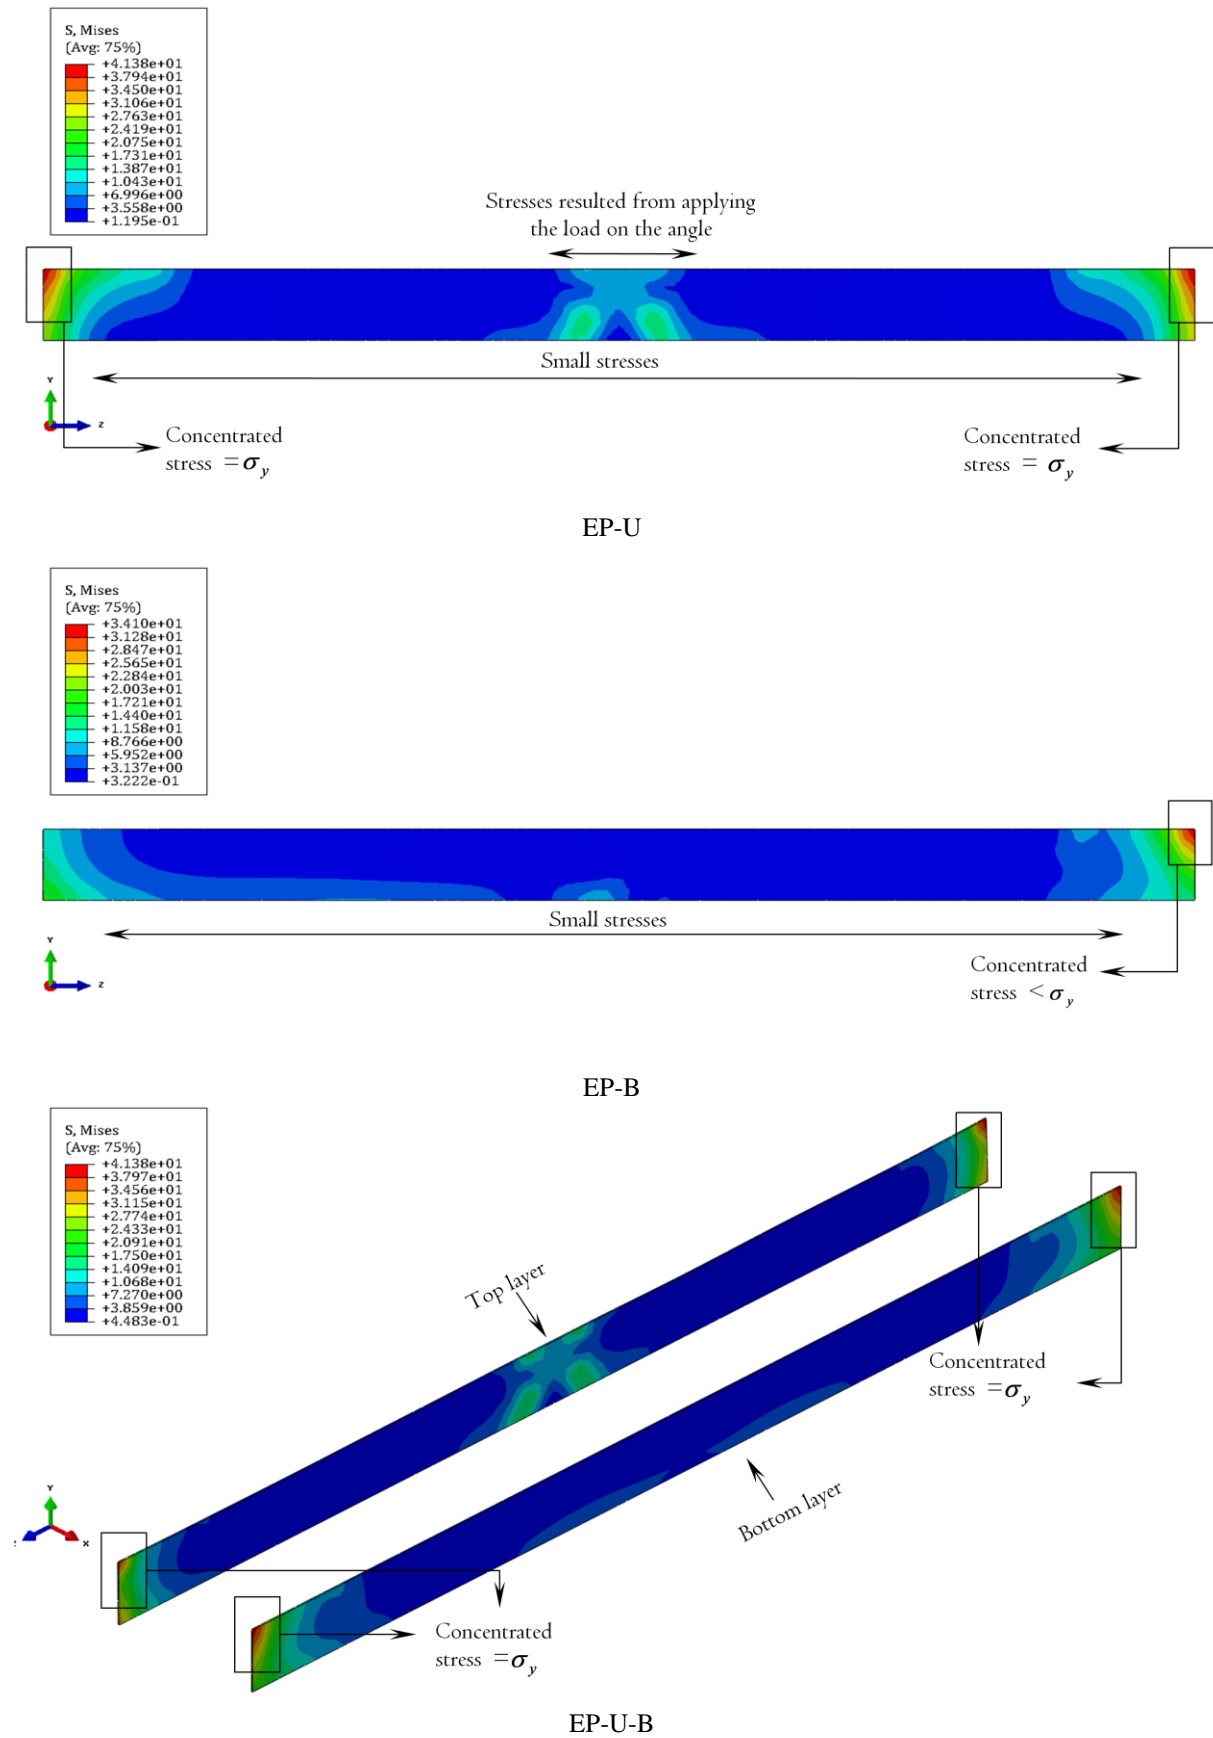 S, Mises
(Avg: 75%)
+4.138e+01
+3.794e+01
+3.450e+01
+3.106e+01
+2.763e+01
+2.419e+01
+2.075e+01
+1.731e+01
+1.387e+01
+1.043e+01
+6.996e+00
+3.558e+00
+1.195e-01
Stresses resulted from applying
the load on the angle
Small stresses
Y
Z
Concentrated
stress = σy
Concentrated
stress = σy
EP-U
S, Mises
(Avg: 75%)
+3.410e+01
+3.128e+01
+2.847e+01
+2.565e+01
+2.284e+01
+2.003e+01
+1.721e+01
+1.440e+01
+1.158e+01
+8.766e+00
+5.952e+00
+3.137e+00
+3.222e-01
Small stresses
Y
Z
Concentrated
stress < σy
EP-B
S, Mises
(Avg: 75%)
+4.138e+01
+3.797e+01
+3.456e+01
+3.115e+01
+2.774e+01
+2.433e+01
+2.091e+01
+1.750e+01
+1.409e+01
+1.068e+01
+7.270e+00
+3.859e+00
+4.483e-01
Top layer
Concentrated
stress = σy
Bottom layer
Y
X
Concentrated
stress = σy
EP-U-B